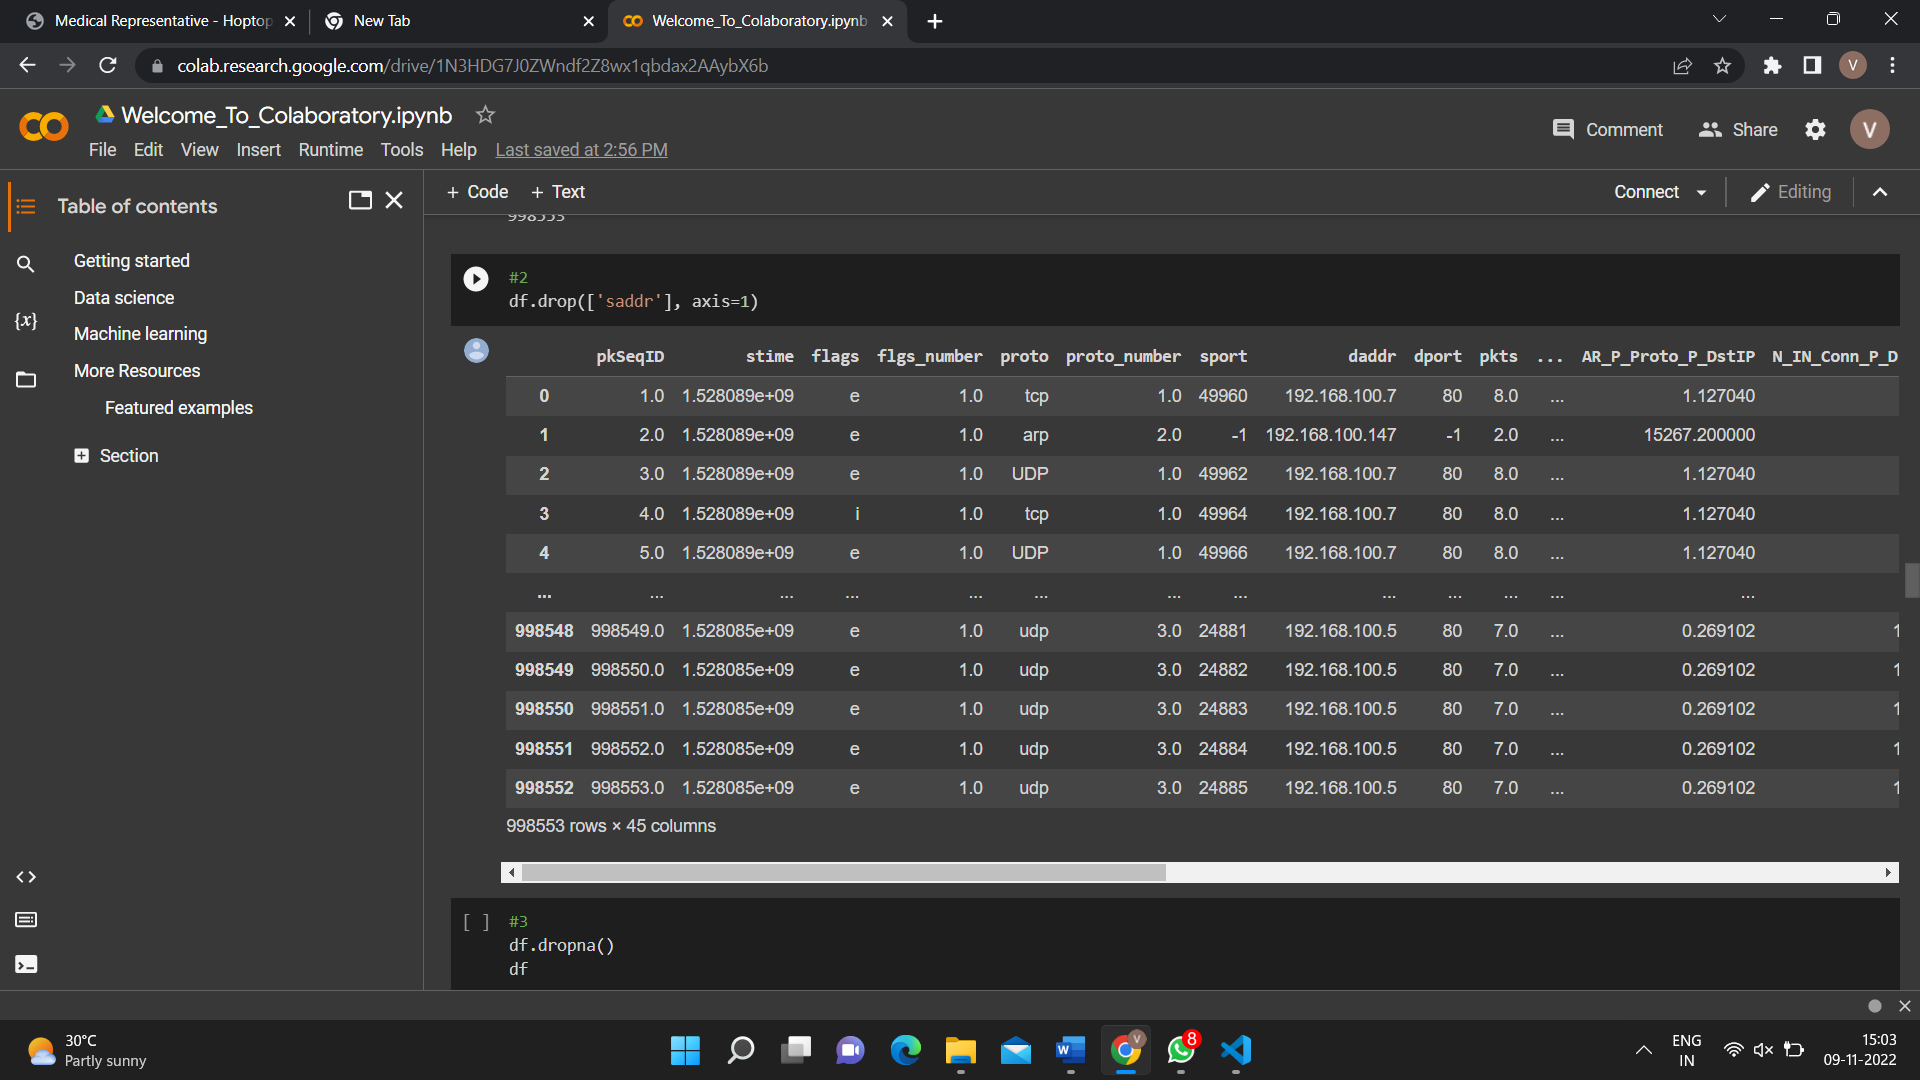 Medical Representative - Hoptop
New Tab
Welcome_To_Colaboratory.ipynb
colab.research.google.com/drive/1N3HDG7J0ZWndf2Z8wx1qbdax2AAybX6b
V
Welcome_To_Colaboratory.ipynb
File Edit View Insert Runtime Tools Help Last saved at 2:56 PM
Comment Share V
Table of contents
+ Code + Text Connect Editing
Getting started
Data science
Machine learning
More Resources
Featured examples
Section
{x}
998553
#2
df.drop(['saddr'], axis=1)
pkSeqID stime flags flgs_number proto proto_number sport daddr dport pkts ... AR_P_Proto_P_DstIP N_IN_Conn_P_D
0 1.0 1.528089e+09 e 1.0 tcp 1.0 49960 192.168.100.7 80 8.0 ... 1.127040
1 2.0 1.528089e+09 e 1.0 arp 2.0 -1 192.168.100.147 -1 2.0 ... 15267.200000
2 3.0 1.528089e+09 e 1.0 UDP 1.0 49962 192.168.100.7 80 8.0 ... 1.127040
3 4.0 1.528089e+09 i 1.0 tcp 1.0 49964 192.168.100.7 80 8.0 ... 1.127040
4 5.0 1.528089e+09 e 1.0 UDP 1.0 49966 192.168.100.7 80 8.0 ... 1.127040
... ... ... ... ... ... ... ... ... ... ... ... ...
998548 998549.0 1.528085e+09 e 1.0 udp 3.0 24881 192.168.100.5 80 7.0 ... 0.269102 1
998549 998550.0 1.528085e+09 e 1.0 udp 3.0 24882 192.168.100.5 80 7.0 ... 0.269102 1
998550 998551.0 1.528085e+09 e 1.0 udp 3.0 24883 192.168.100.5 80 7.0 ... 0.269102 1
998551 998552.0 1.528085e+09 e 1.0 udp 3.0 24884 192.168.100.5 80 7.0 ... 0.269102 1
998552 998553.0 1.528085e+09 e 1.0 udp 3.0 24885 192.168.100.5 80 7.0 ... 0.269102 1
998553 rows × 45 columns
[ ] #3
df.dropna()
df
30°C
Partly sunny
V
8
ENG
IN
15:03
09-11-2022